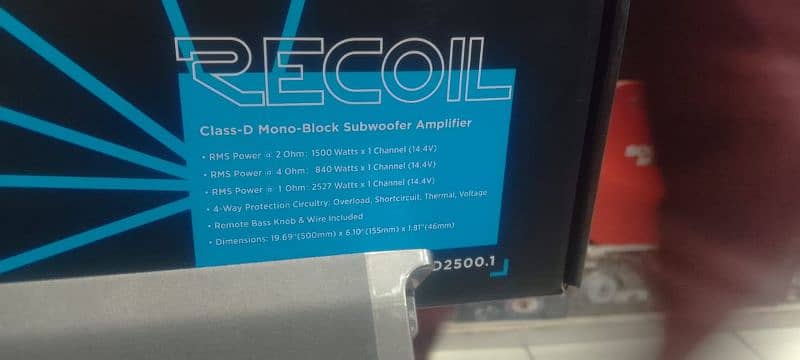 RECOIL
Class-D Mono-Block Subwoofer Amplifier
• RMS Power @ 2 Ohm: 1500 Watts x 1 Channel (14.4V)
• RMS Power @ 4 Ohm: 840 Watts x 1 Channel (14.4V)
• RMS Power @ 1 Ohm: 2527 Watts x 1 Channel (14.4V)
• 4-Way Protection Circuitry: Overload, Shortcircuit, Thermal, Voltage
• Remote Bass Knob & Wire Included
• Dimensions: 19.69"(500mm) x 6.10"(155mm) x 1.81"(46mm)
D2500.1